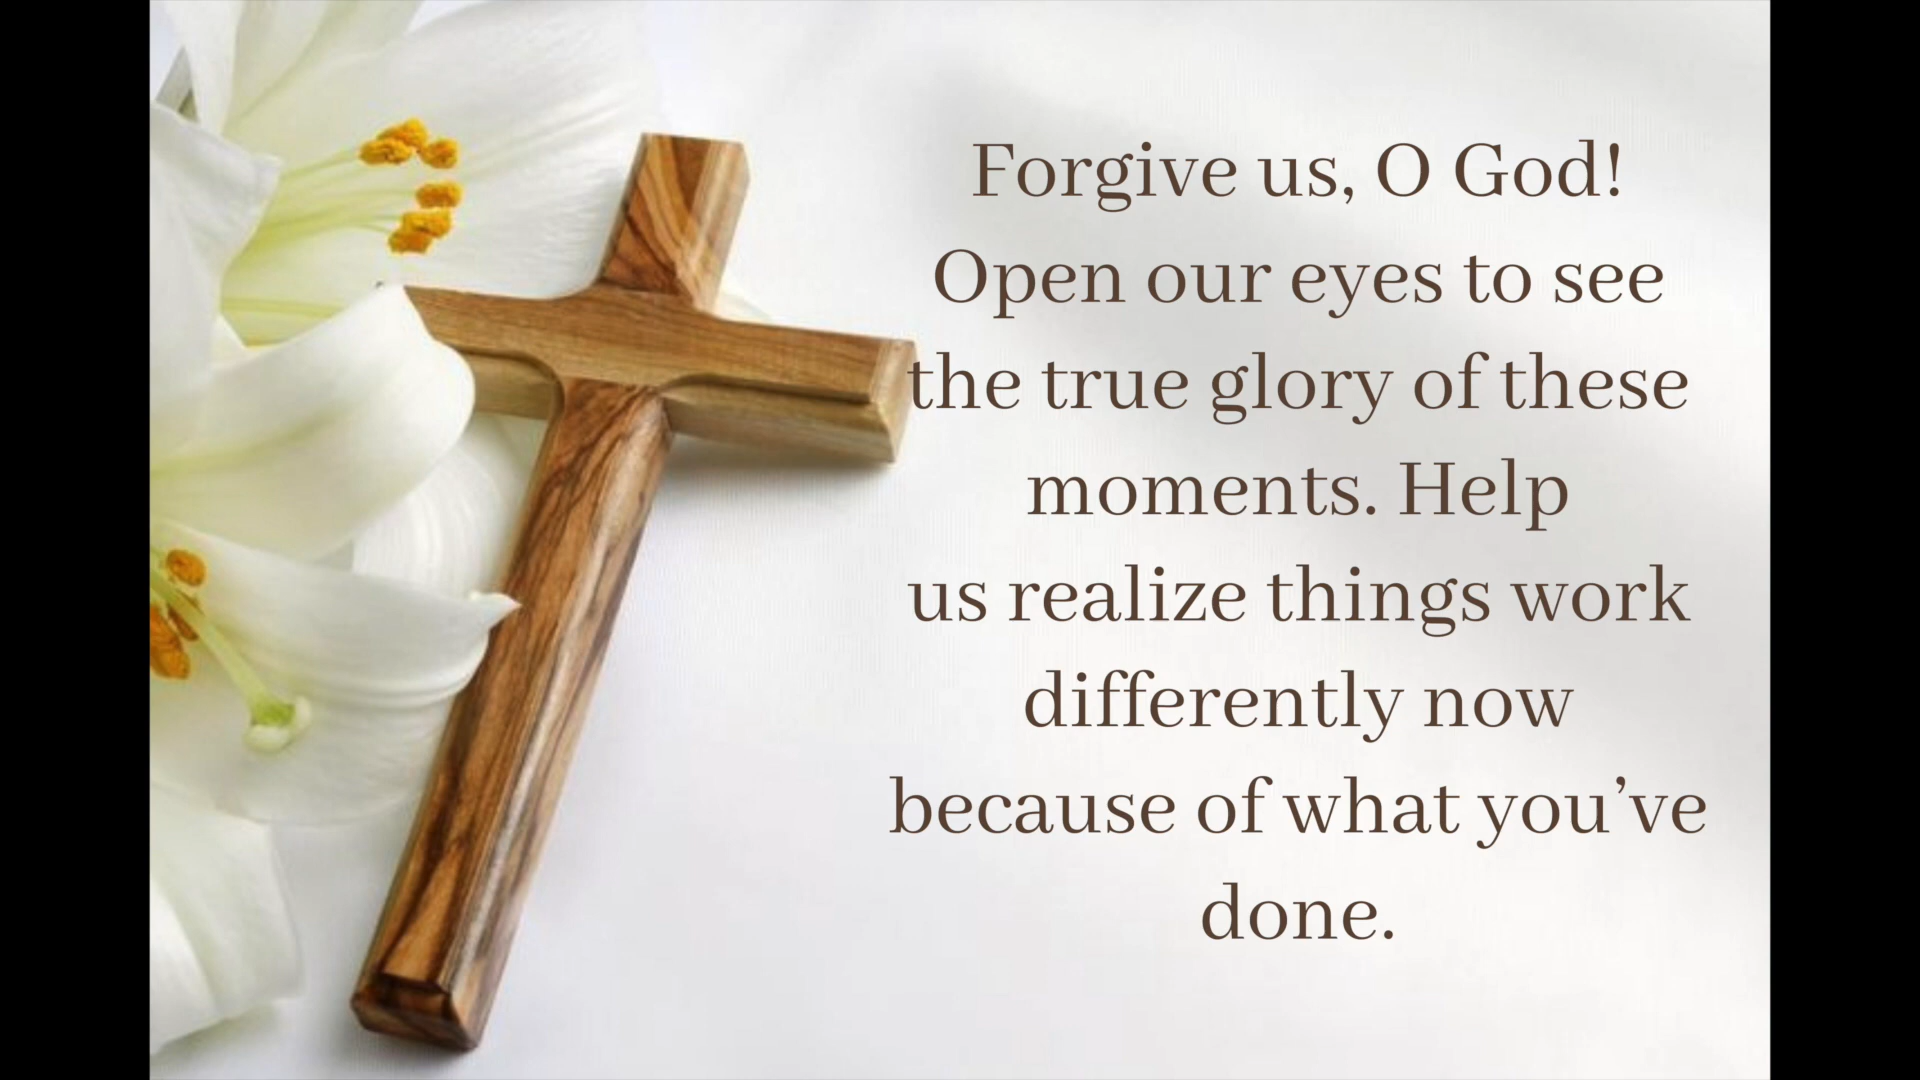 Forgive us, O God!
Open our eyes to see
the true glory of these
moments. Help
us realize things work
differently now
because of what you’ve
done.